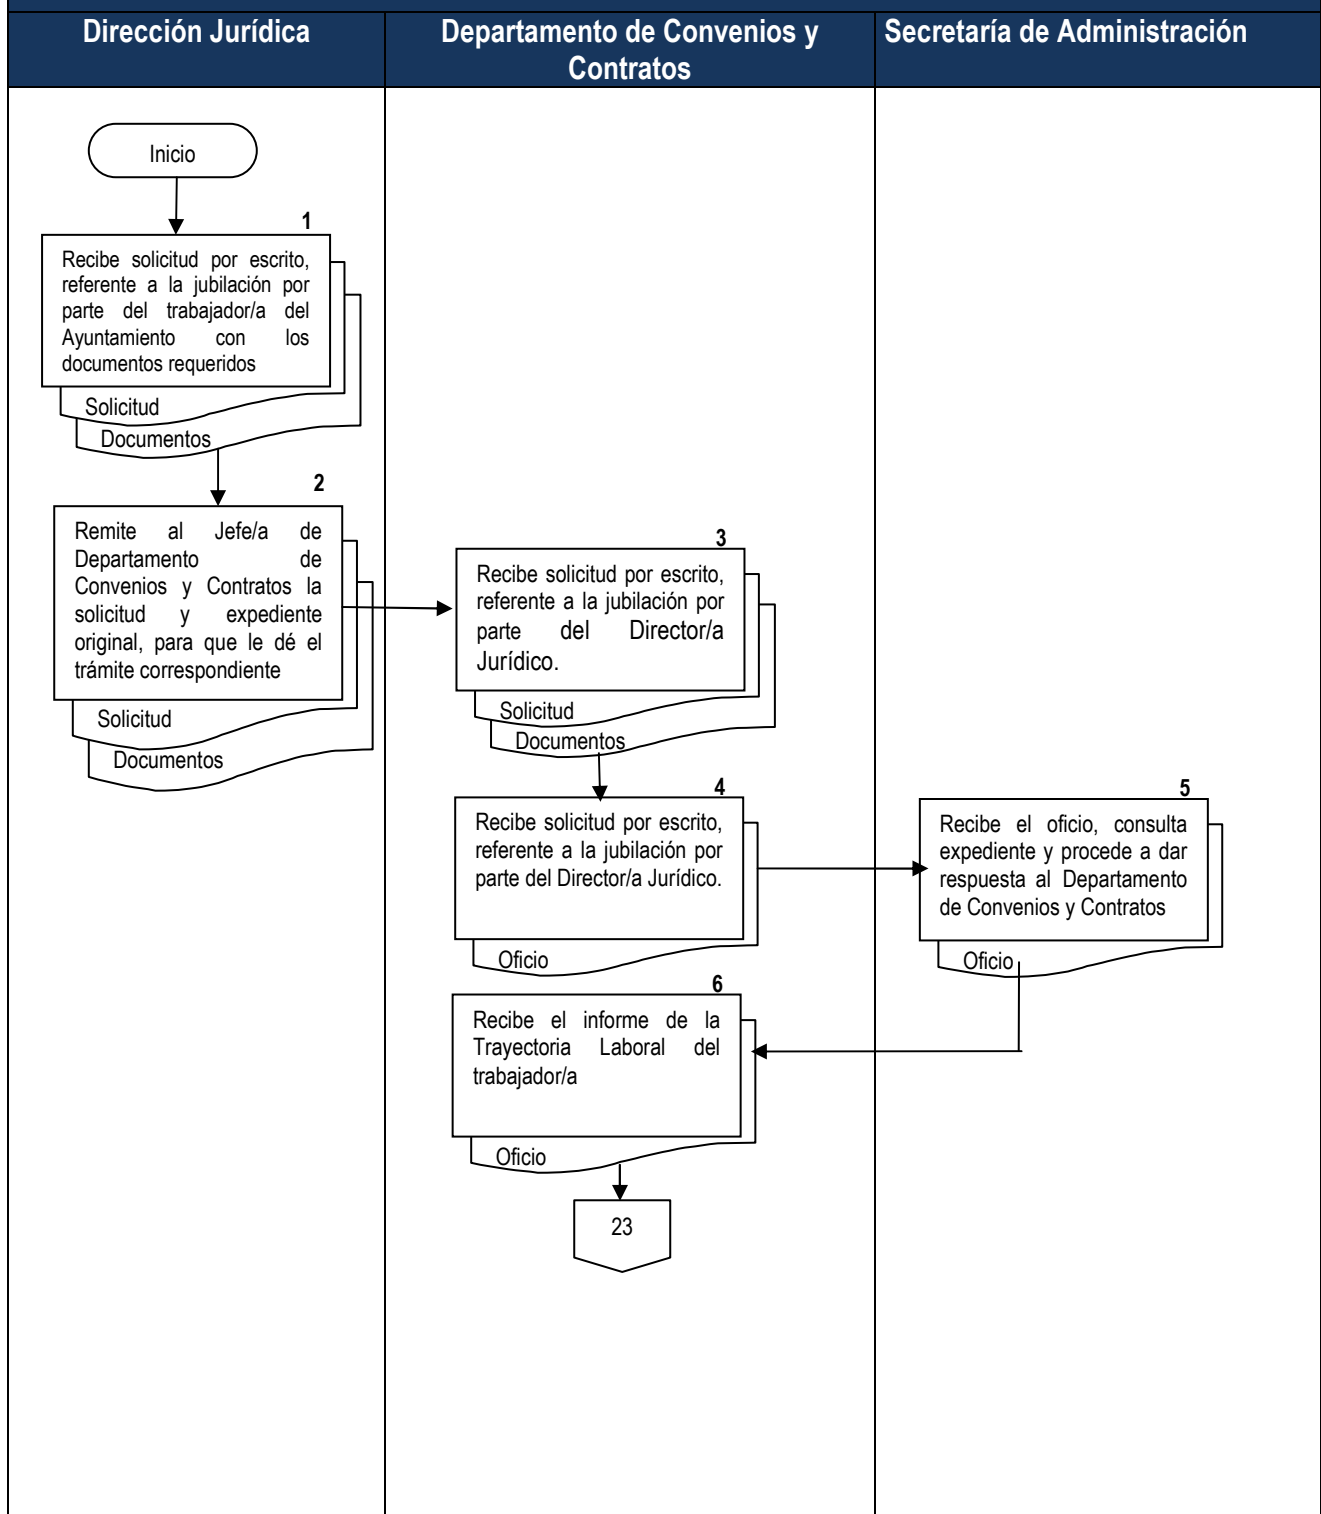 Dirección Jurídica
Departamento de Convenios y
Contratos
Secretaría de Administración
Inicio
1
Recibe solicitud por escrito,
referente a la jubilación por
parte del trabajador/a del
Ayuntamiento con los
documentos requeridos
Solicitud
Documentos
2
Remite al Jefe/a de
Departamento de
Convenios y Contratos la
solicitud y expediente
original, para que le dé el
trámite correspondiente
Solicitud
Documentos
3
Recibe solicitud por escrito,
referente a la jubilación por
parte del Director/a
Jurídico.
Solicitud
Documentos
4
Recibe solicitud por escrito,
referente a la jubilación por
parte del Director/a Jurídico.
Oficio
5
Recibe el oficio, consulta
expediente y procede a dar
respuesta al Departamento
de Convenios y Contratos
Oficio
6
Recibe el informe de la
Trayectoria Laboral del
trabajador/a
Oficio
23